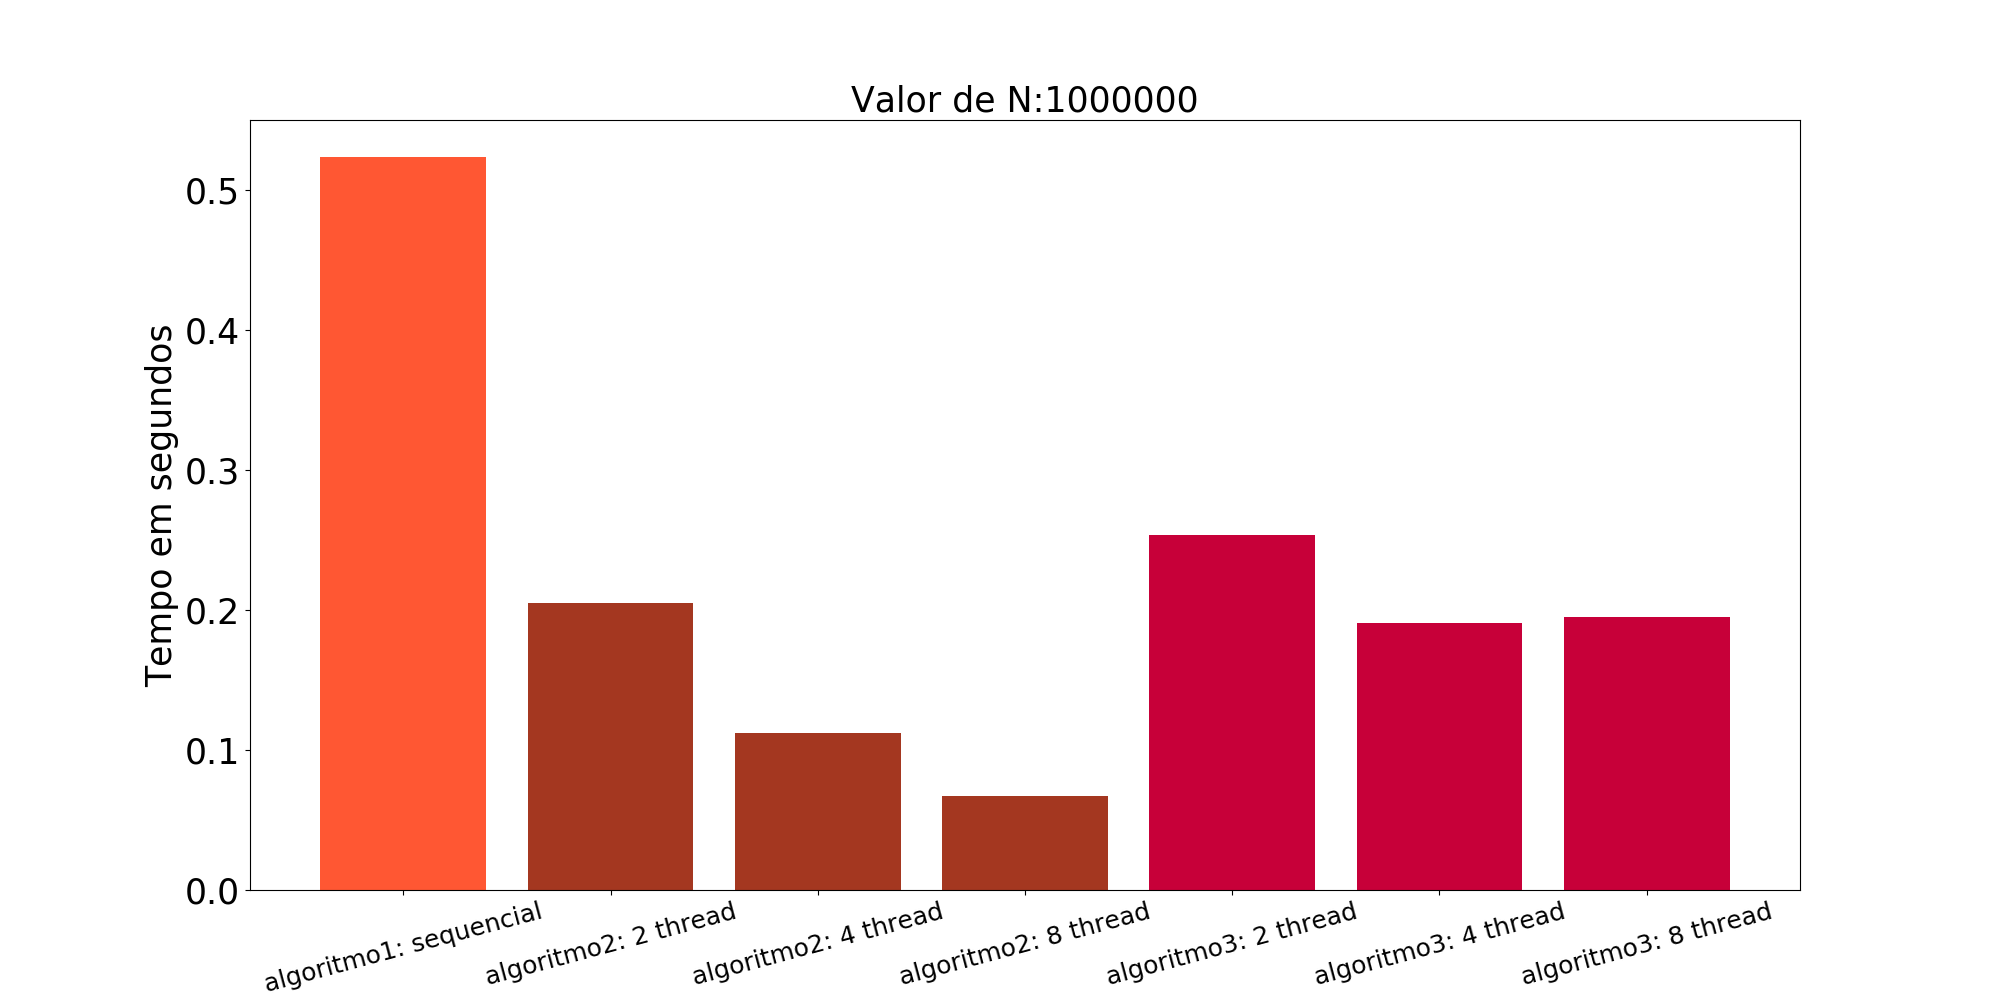 Valor de N:1000000
Tempo em segundos
0.5
0.4
0.3
0.2
0.1
0.0
algoritmo1: sequencial
algoritmo2: 2 thread
algoritmo2: 4 thread
algoritmo2: 8 thread
algoritmo3: 2 thread
algoritmo3: 4 thread
algoritmo3: 8 thread